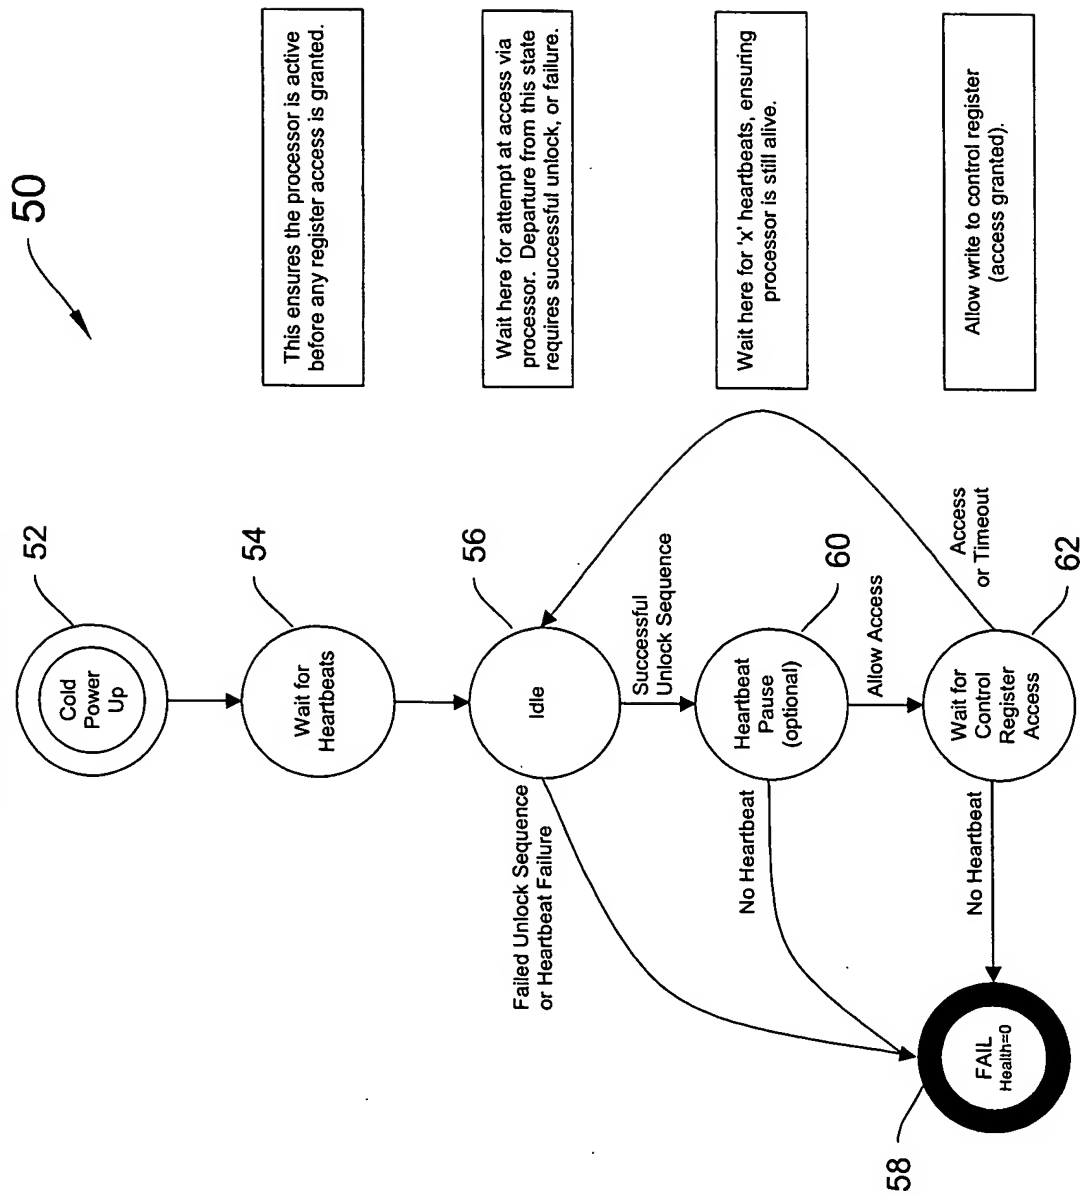 50
52
Cold
Power
Up
54
Wait for
Heartbeats
This ensures the processor is active
before any register access is granted.
56
Idle
Wait here for attempt at access via
processor. Departure from this state
requires successful unlock, or failure.
Failed Unlock Sequence
or Heartbeat Failure
Successful
Unlock Sequence
60
Heartbeat
Pause
(optional)
Wait here for 'x' heartbeats, ensuring
processor is still alive.
No Heartbeat
Allow Access
Access
or Timeout
62
Wait for
Control
Register
Access
Allow write to control register
(access granted).
No Heartbeat
FAIL
Health=0
58